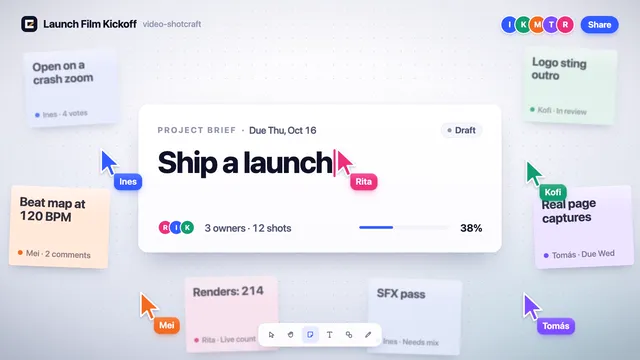 Launch Film Kickoff video-shotcraft
I K M T R Share
Open on a
crash zoom
Ines · 4 votes
Logo sting
outro
Kofi · In review
PROJECT BRIEF · Due Thu, Oct 16
Draft
Ship a launch
Rita
Ines
Kofi
R I K 3 owners · 12 shots
38%
Beat map at
120 BPM
Mei · 2 comments
Real page
captures
Tomás · Due Wed
Mei
Tomás
Renders: 214
Rita · Live count
SFX pass
Ines · Needs mix
T